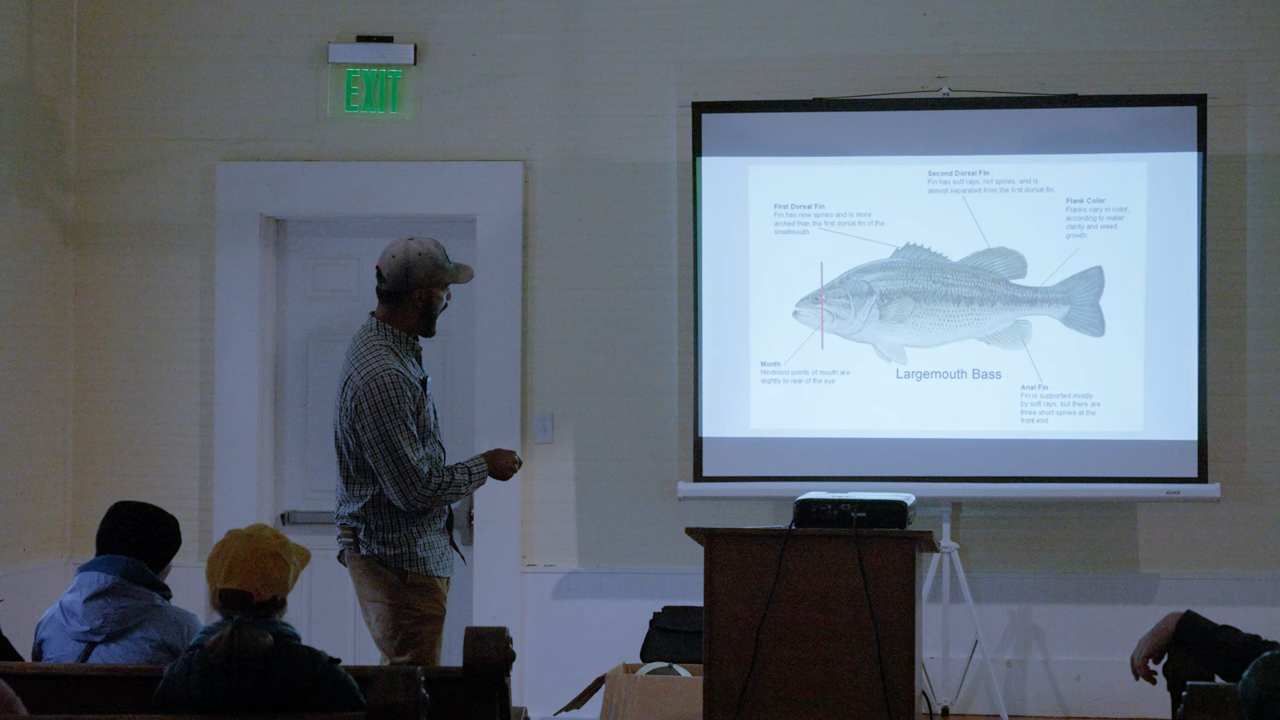 EXIT
Second Dorsal Fin
Fin has soft rays, not spines, and is
almost separated from the first dorsal fin.
First Dorsal Fin
Fin has nine spines and is more
arched than the first dorsal fin of the
smallmouth.
Flank Color
Flanks vary in color,
according to water
clarity and weed
growth.
Month
Hindmost points of mouth are
slightly to rear of the eye
Largemouth Bass
Anal Fin
Fin is supported mostly
by soft rays, but there are
three short spines at the
front end